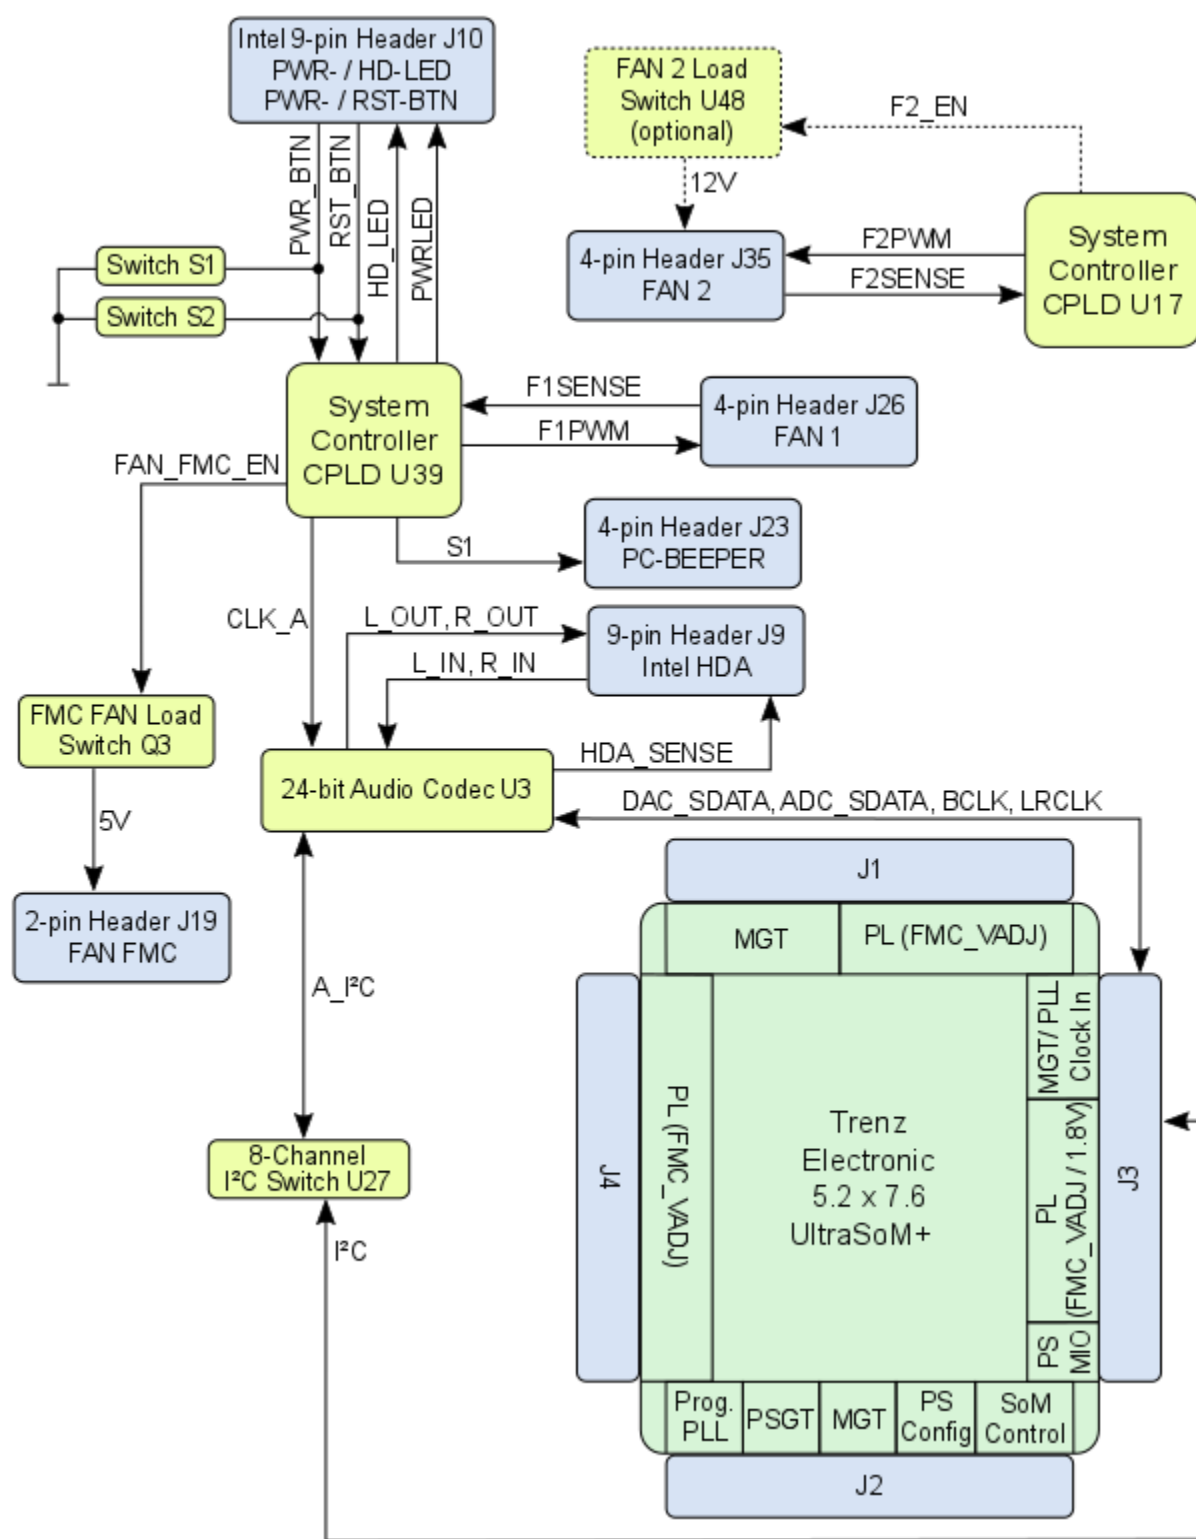 Intel 9-pin Header J10
PWR- / HD-LED
PWR- / RST-BTN
FAN 2 Load
Switch U48
(optional)
F2_EN
12V
PWR_BTN
RST_BTN
HD_LED
PWRLED
4-pin Header J35
FAN 2
F2PWM
F2SENSE
System
Controller
CPLD U17
Switch S1
Switch S2
System
Controller
CPLD U39
F1SENSE
F1PWM
4-pin Header J26
FAN 1
FAN_FMC_EN
S1
4-pin Header J23
PC-BEEPER
CLK_A
L_OUT, R_OUT
L_IN, R_IN
9-pin Header J9
Intel HDA
FMC FAN Load
Switch Q3
24-bit Audio Codec U3
HDA_SENSE
DAC_SDATA, ADC_SDATA, BCLK, LRCLK
5V
2-pin Header J19
FAN FMC
A_I²C
J1
MGT
PL (FMC_VADJ)
MGT/ PLL
Clock In
PL (FMC_VADJ)
Trenz
Electronic
5.2 x 7.6
UltraSoM+
PL
(FMC_VADJ / 1.8V)
J4
J3
8-Channel
I²C Switch U27
I²C
PS
MIO
Prog.
PLL
PSGT
MGT
PS
Config
SoM
Control
J2